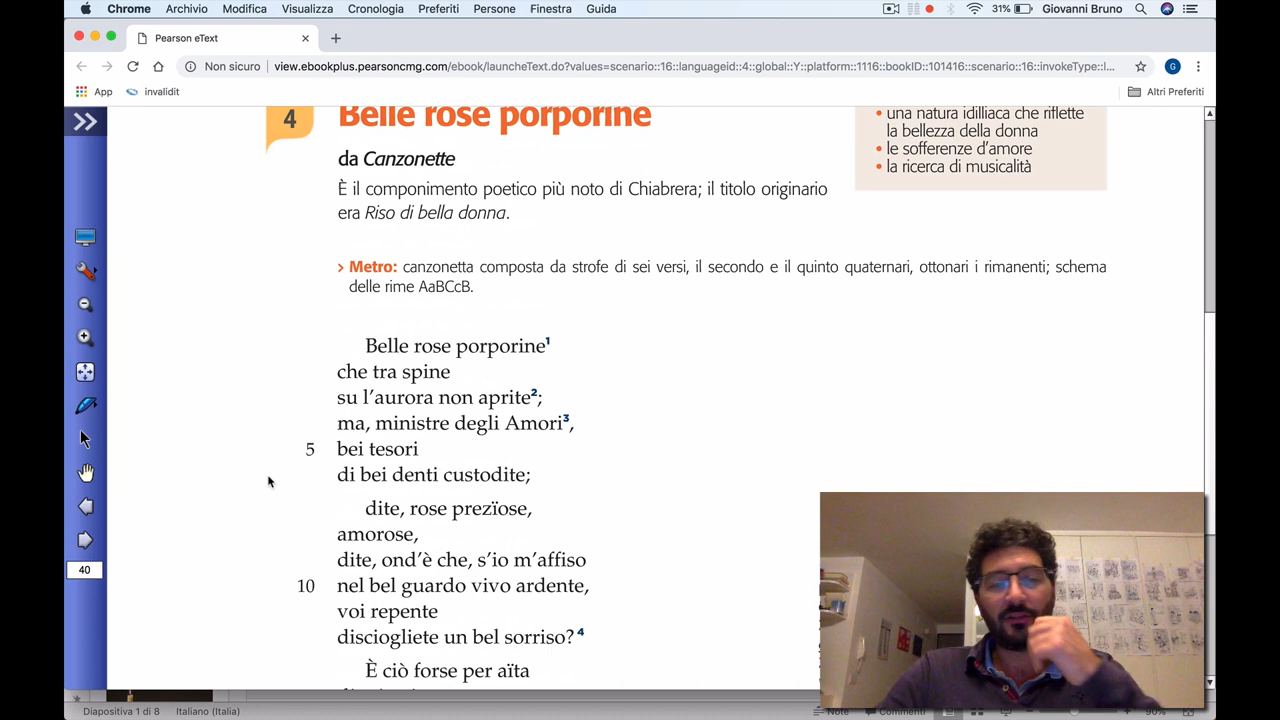 Chrome Archivio Modifica Visualizza Cronologia Preferiti Persone Finestra Guida 31% Giovanni Bruno
Pearson eText
Non sicuro view.ebookplus.pearsoncmg.com/ebook/launcheText.do?values=scenario::16::languageid::4::global::Y::platform::1116::bookID::101416::scenario::16::invokeType::l... G
App invalidit Altri Preferiti
4 Belle rose porporine
• una natura idilliaca che riflette
la bellezza della donna
• le sofferenze d'amore
• la ricerca di musicalità
da Canzonette
È il componimento poetico più noto di Chiabrera; il titolo originario
era Riso di bella donna.
› Metro: canzonetta composta da strofe di sei versi, il secondo e il quinto quaternari, ottonari i rimanenti; schema
delle rime AaBCcB.
Belle rose porporine¹
che tra spine
su l'aurora non aprite²;
ma, ministre degli Amori³,
5 bei tesori
di bei denti custodite;
dite, rose prezïose,
amorose,
dite, ond'è che, s'io m'affiso
10 nel bel guardo vivo ardente,
voi repente
disciogliete un bel sorriso?⁴
È ciò forse per aïta
40
Diapositiva 1 di 8 Italiano (Italia) Note Commenti 90%